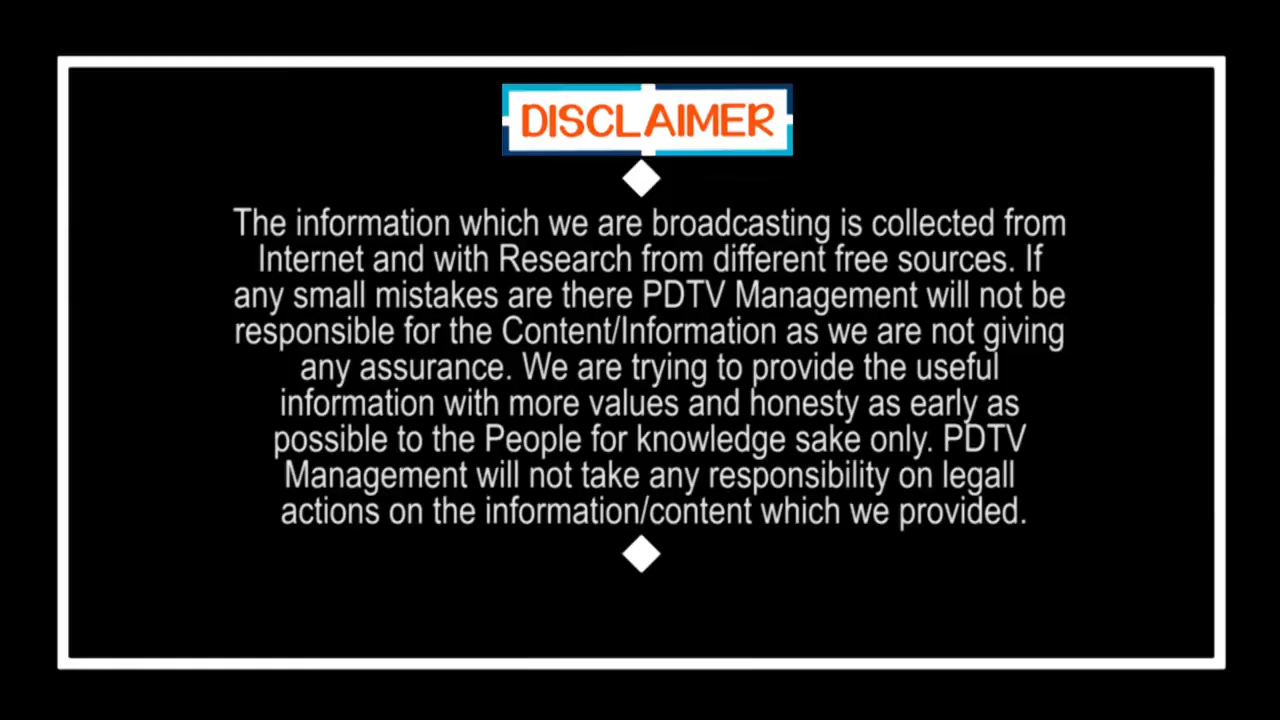 DISCLAIMER
The information which we are broadcasting is collected from
Internet and with Research from different free sources. If
any small mistakes are there PDTV Management will not be
responsible for the Content/Information as we are not giving
any assurance. We are trying to provide the useful
information with more values and honesty as early as
possible to the People for knowledge sake only. PDTV
Management will not take any responsibility on legall
actions on the information/content which we provided.